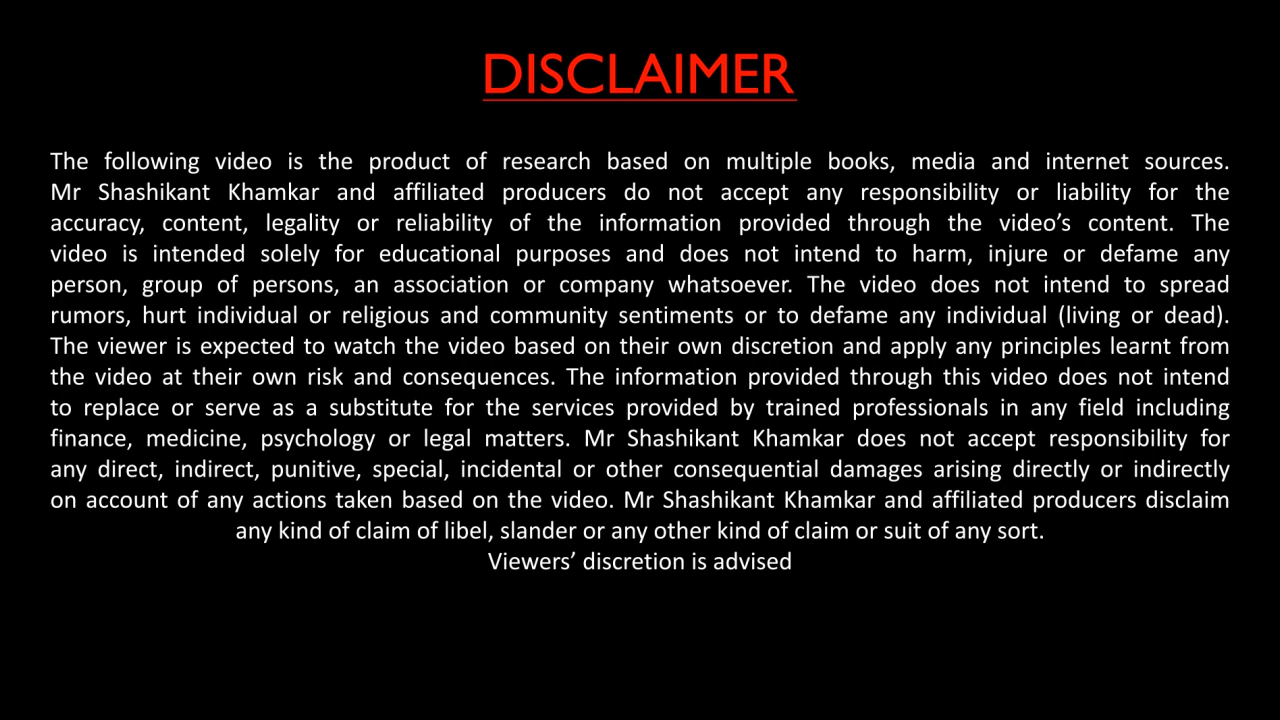 DISCLAIMER
The following video is the product of research based on multiple books, media and internet sources.
Mr Shashikant Khamkar and affiliated producers do not accept any responsibility or liability for the
accuracy, content, legality or reliability of the information provided through the video’s content. The
video is intended solely for educational purposes and does not intend to harm, injure or defame any
person, group of persons, an association or company whatsoever. The video does not intend to spread
rumors, hurt individual or religious and community sentiments or to defame any individual (living or dead).
The viewer is expected to watch the video based on their own discretion and apply any principles learnt from
the video at their own risk and consequences. The information provided through this video does not intend
to replace or serve as a substitute for the services provided by trained professionals in any field including
finance, medicine, psychology or legal matters. Mr Shashikant Khamkar does not accept responsibility for
any direct, indirect, punitive, special, incidental or other consequential damages arising directly or indirectly
on account of any actions taken based on the video. Mr Shashikant Khamkar and affiliated producers disclaim
any kind of claim of libel, slander or any other kind of claim or suit of any sort.
Viewers’ discretion is advised